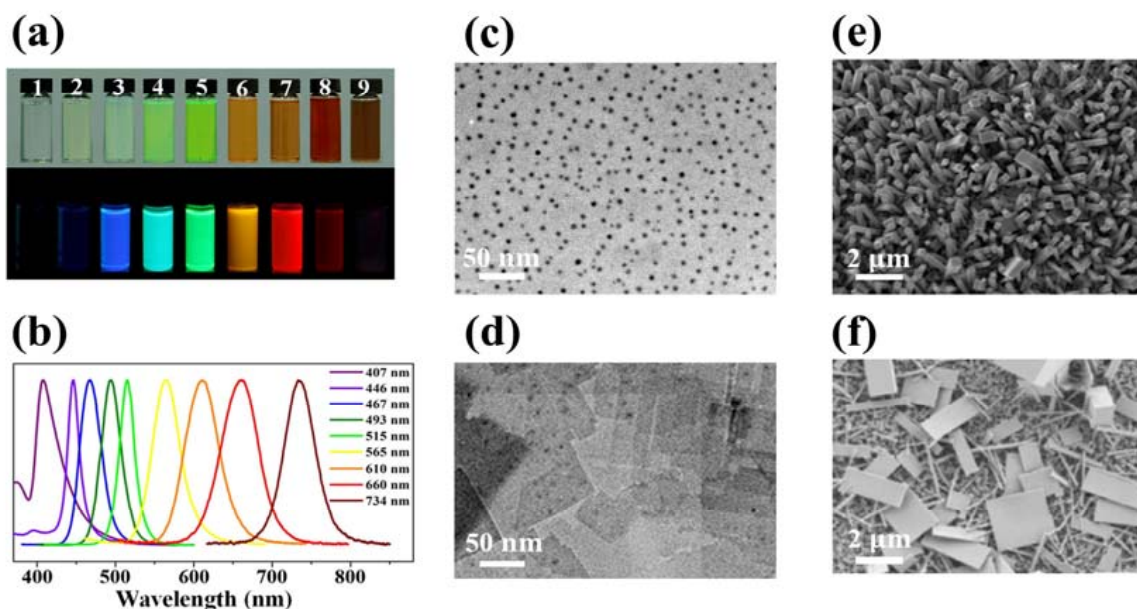 (a)
1 2 3 4 5 6 7 8 9
(b)
407 nm
446 nm
467 nm
493 nm
515 nm
565 nm
610 nm
660 nm
734 nm
400 500 600 700 800
Wavelength (nm)
(c)
50 nm
(d)
50 nm
(e)
2 μm
(f)
2 μm